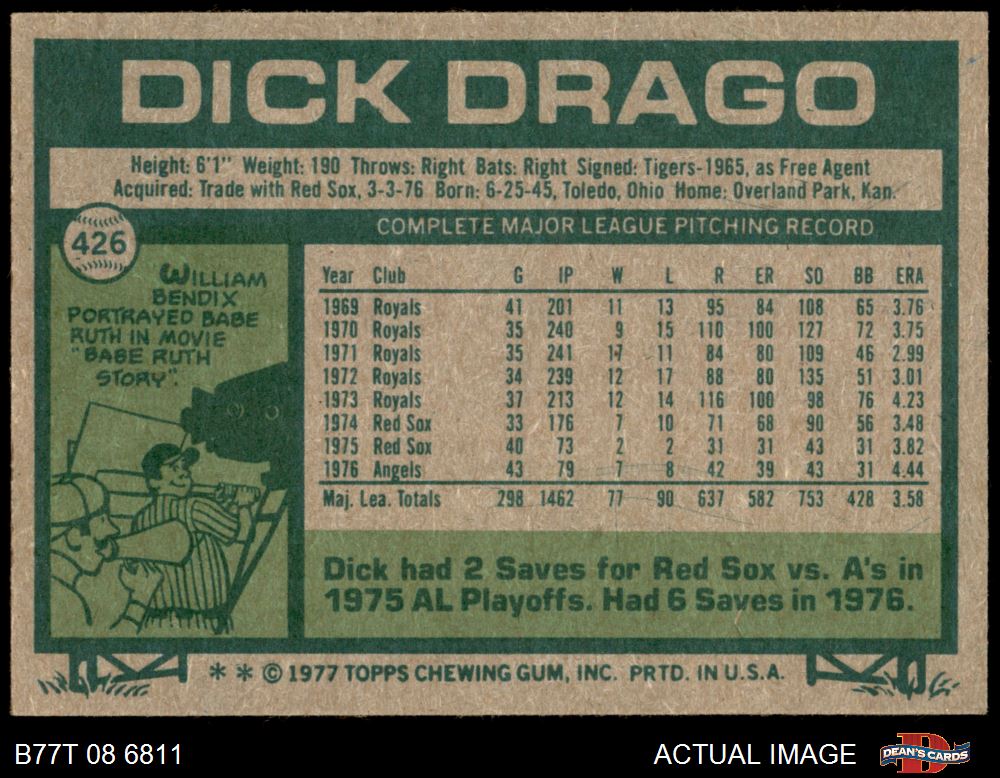 DICK DRAGO
Height: 6'1" Weight: 190 Throws: Right Bats: Right Signed: Tigers-1965, as Free Agent
Acquired: Trade with Red Sox, 3-3-76 Born: 6-25-45, Toledo, Ohio Home: Overland Park, Kan.
426
WILLIAM
BENDIX
PORTRAYED BABE
RUTH IN MOVIE
"BABE RUTH
STORY".
COMPLETE MAJOR LEAGUE PITCHING RECORD
Year Club G IP W L R ER SO BB ERA
1969 Royals 41 201 11 13 95 84 108 65 3.76
1970 Royals 35 240 9 15 110 100 127 72 3.75
1971 Royals 35 241 17 11 84 80 109 46 2.99
1972 Royals 34 239 12 17 88 80 135 51 3.01
1973 Royals 37 213 12 14 116 100 98 76 4.23
1974 Red Sox 33 176 7 10 71 68 90 56 3.48
1975 Red Sox 40 73 2 2 31 31 43 31 3.82
1976 Angels 43 79 7 8 42 39 43 31 4.44
Maj. Lea. Totals 298 1462 77 90 637 582 753 428 3.58
Dick had 2 Saves for Red Sox vs. A's in
1975 AL Playoffs. Had 6 Saves in 1976.
* * © 1977 TOPPS CHEWING GUM, INC. PRTD. IN U.S.A.
B77T 08 6811
ACTUAL IMAGE
D
DEAN'S CARDS